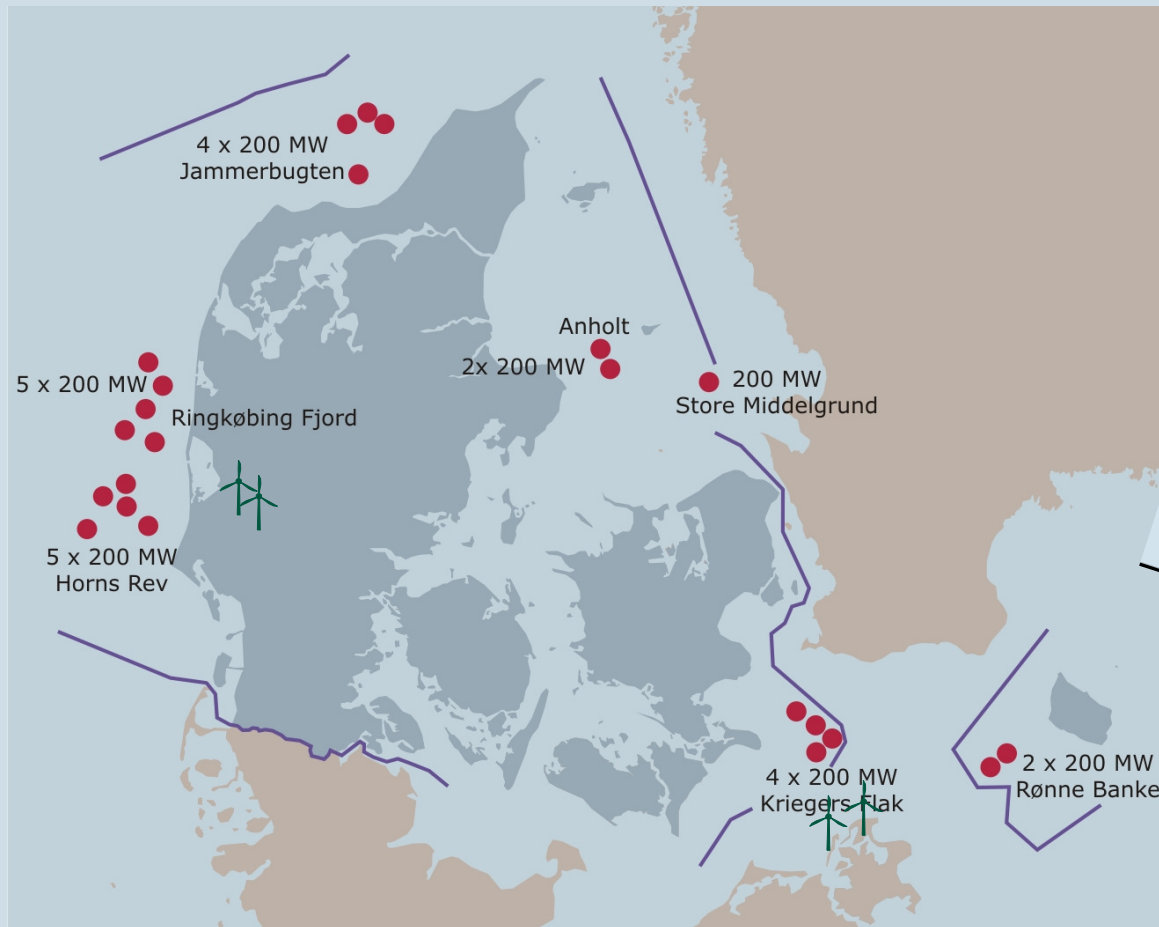 4 x 200 MW
Jammerbugten
Anholt
2x 200 MW
200 MW
Store Middelgrund
5 x 200 MW
Ringkøbing Fjord
5 x 200 MW
Horns Rev
4 x 200 MW
Kriegers Flak
2 x 200 MW
Rønne Banke